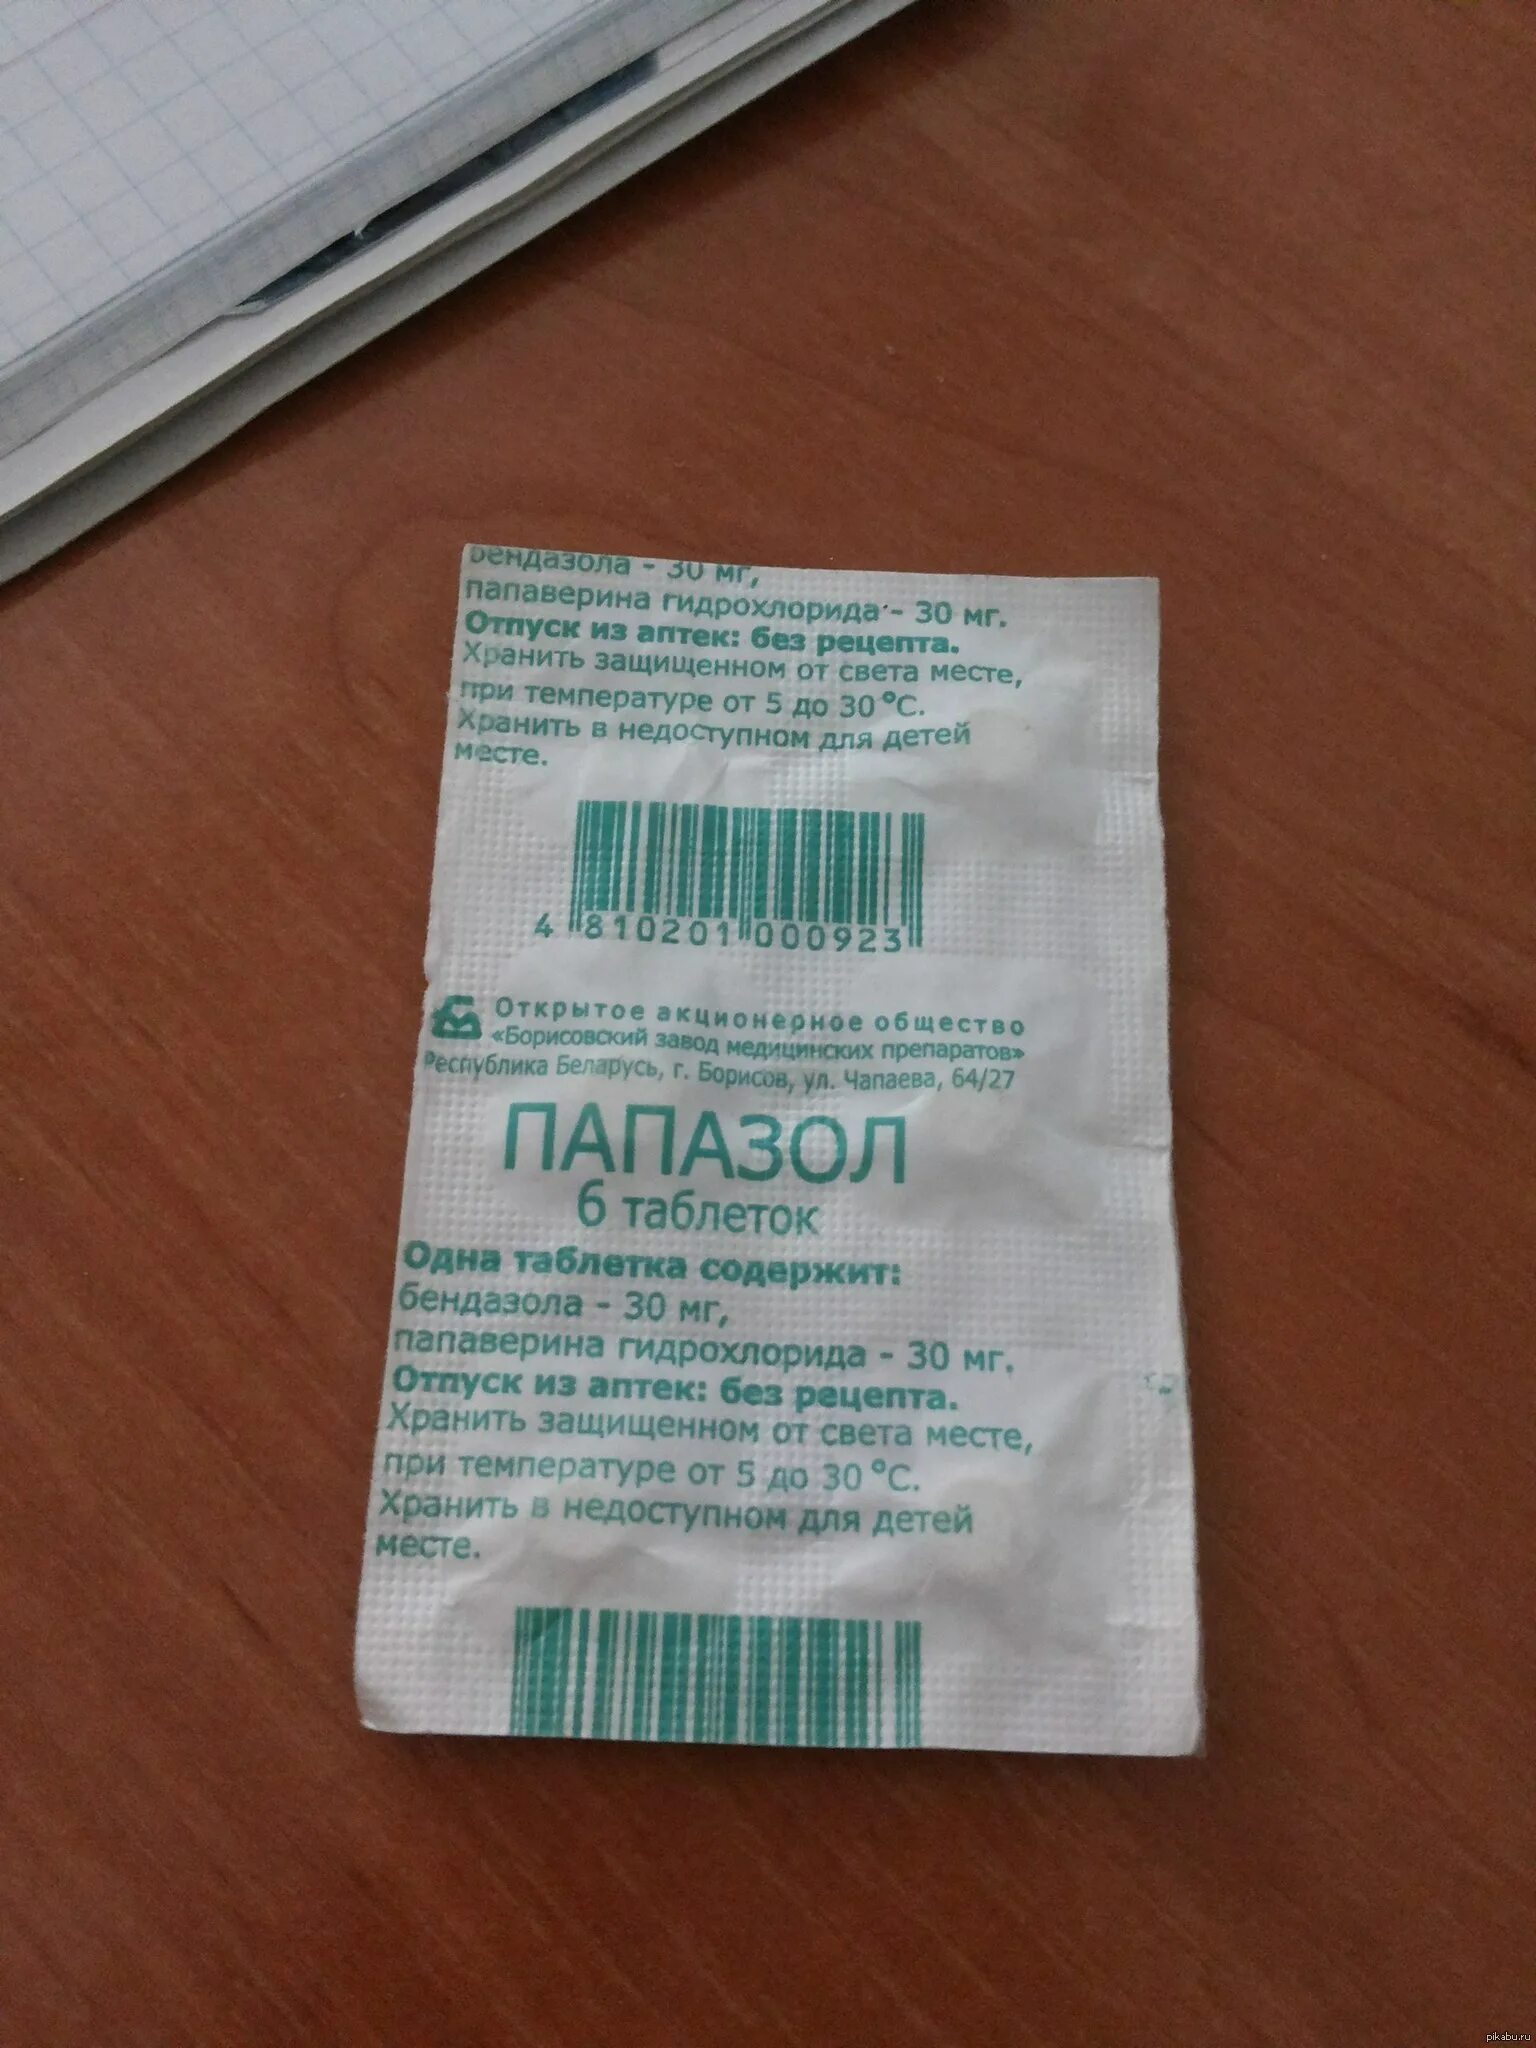 бендазола - 30 мг,
папаверина гидрохлорида - 30 мг.
Отпуск из аптек: без рецепта.
Хранить защищенном от света месте,
при температуре от 5 до 30 °С.
Хранить в недоступном для детей
месте.
4 810201 000923
Открытое акционерное общество
«Борисовский завод медицинских препаратов»
Республика Беларусь, г. Борисов, ул. Чапаева, 64/27
ПАПАЗОЛ
6 таблеток
Одна таблетка содержит:
бендазола - 30 мг,
папаверина гидрохлорида - 30 мг.
Отпуск из аптек: без рецепта.
Хранить защищенном от света месте,
при температуре от 5 до 30 °С.
Хранить в недоступном для детей
месте.
pikabu.ru